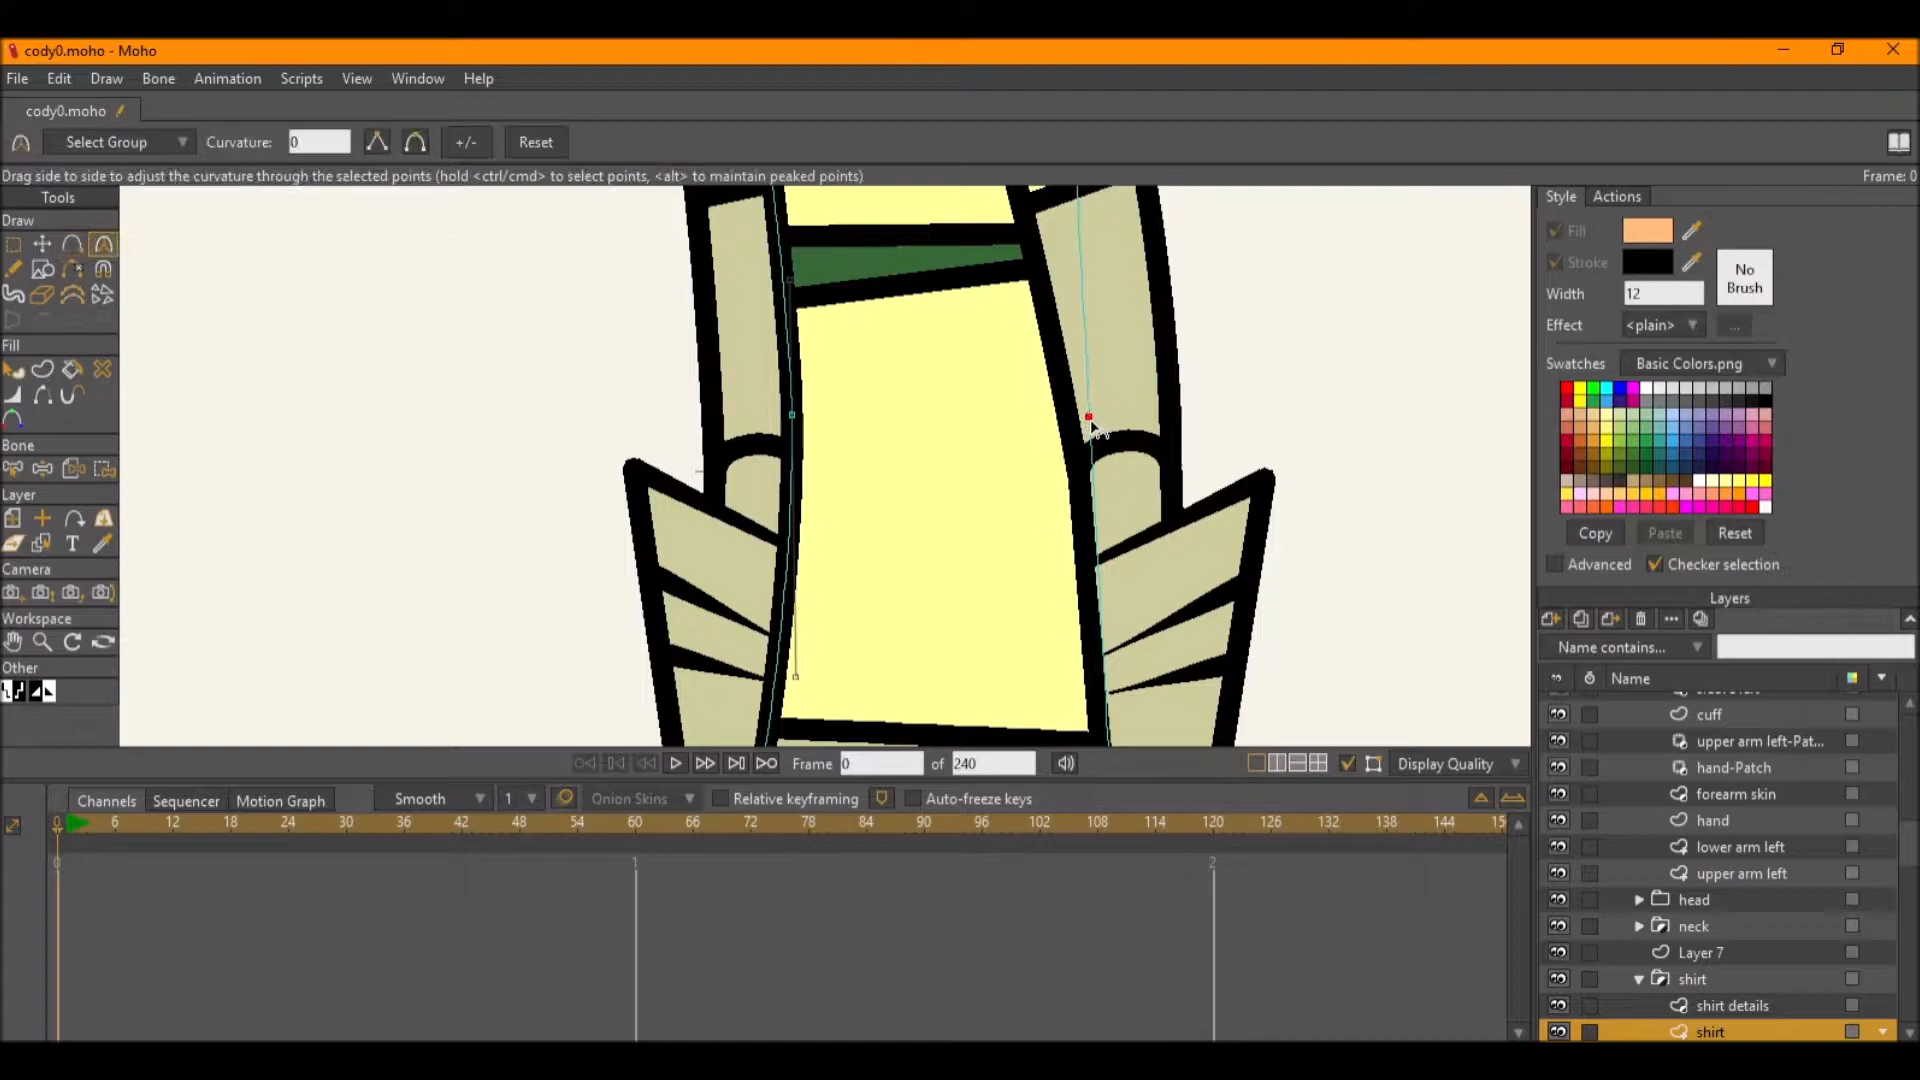 cody0.moho - Moho
File Edit Draw Bone Animation Scripts View Window Help
cody0.moho
Select Group Curvature: 0 +/- Reset
Drag side to side to adjust the curvature through the selected points (hold <ctrl/cmd> to select points, <alt> to maintain peaked points) Frame: 0
Tools
Draw
Fill
Bone
Layer
T
Camera
Workspace
Other
Style Actions
Fill
Stroke
No Brush
Width 12
Effect <plain> ...
Swatches Basic Colors.png
Copy Paste Reset
Advanced Checker selection
Layers
Name contains...
Name
cuff
upper arm left-Pat...
hand-Patch
forearm skin
hand
lower arm left
upper arm left
head
neck
Layer 7
shirt
shirt details
shirt
Frame 0 of 240 Display Quality
Channels Sequencer Motion Graph Smooth 1 Onion Skins Relative keyframing Auto-freeze keys
0 6 12 18 24 30 36 42 48 54 60 66 72 78 84 90 96 102 108 114 120 126 132 138 144 15
0 1 2